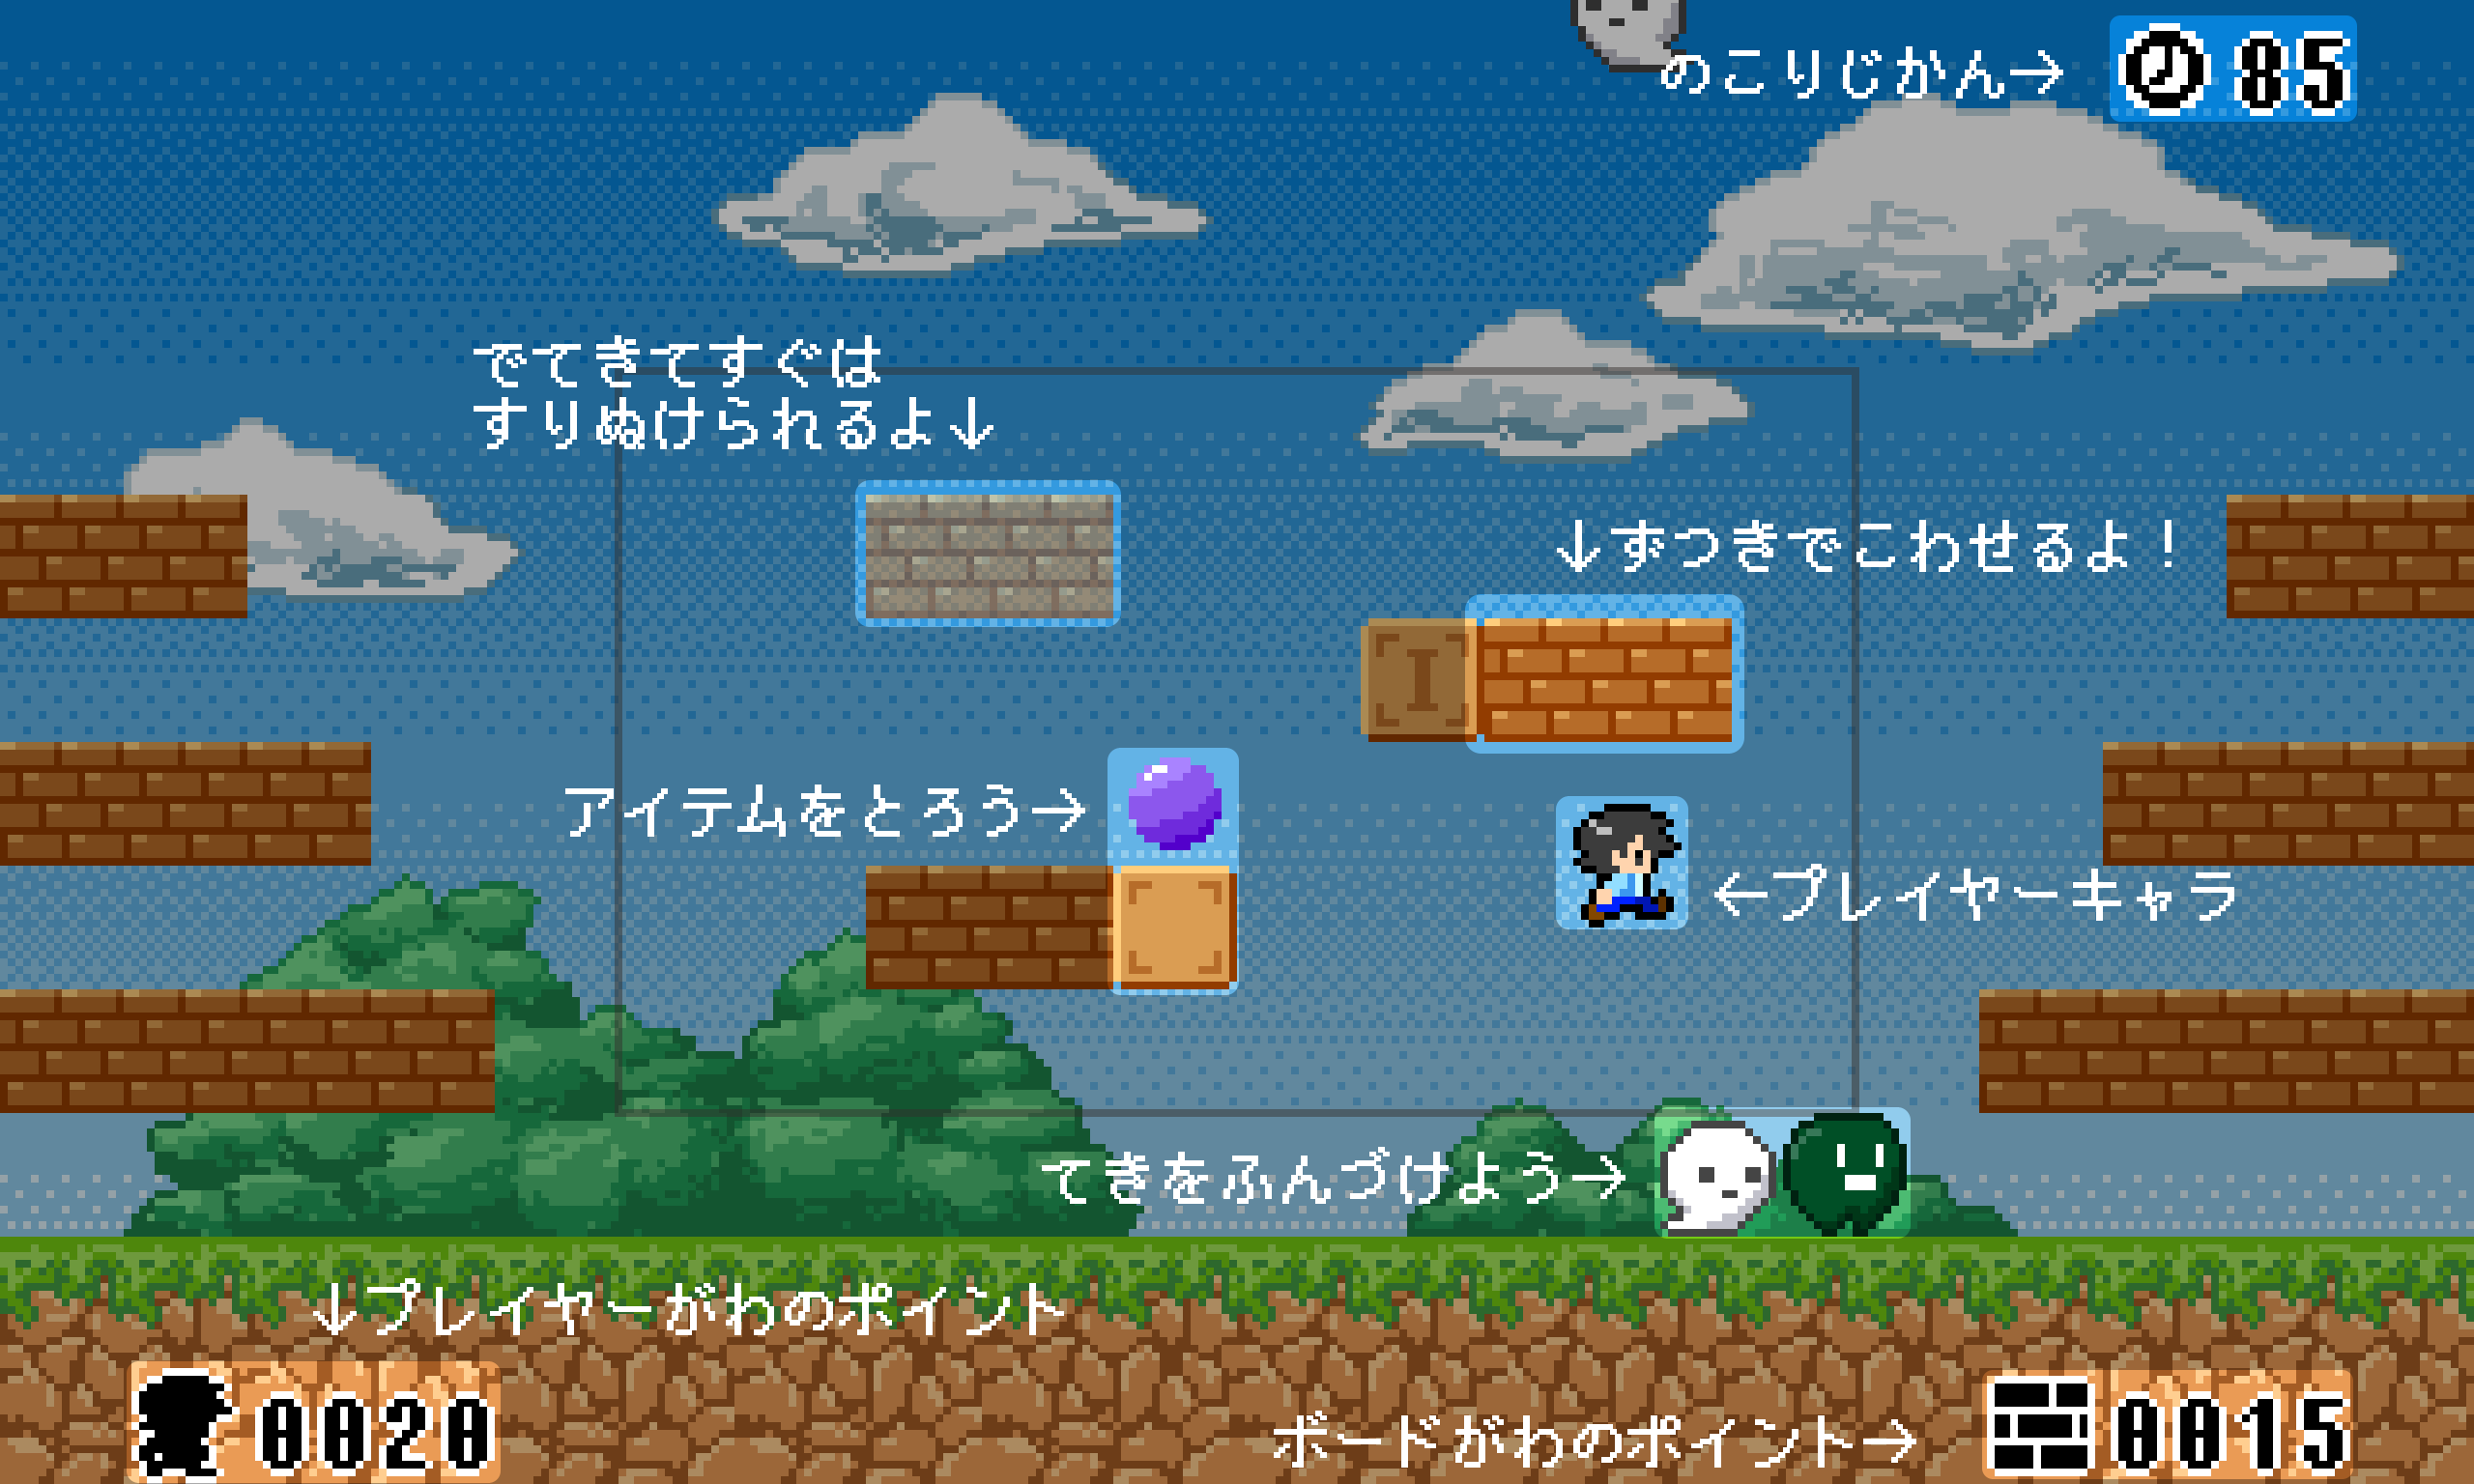 のこりじかん→ 85
でてきてすぐは
すりぬけられるよ↓
↓ずつきでこわせるよ！
I
アイテムをとろう→
←プレイヤーキャラ
てきをふんづけよう→
↓プレイヤーがわのポイント
0020
ボードがわのポイント→ 0015